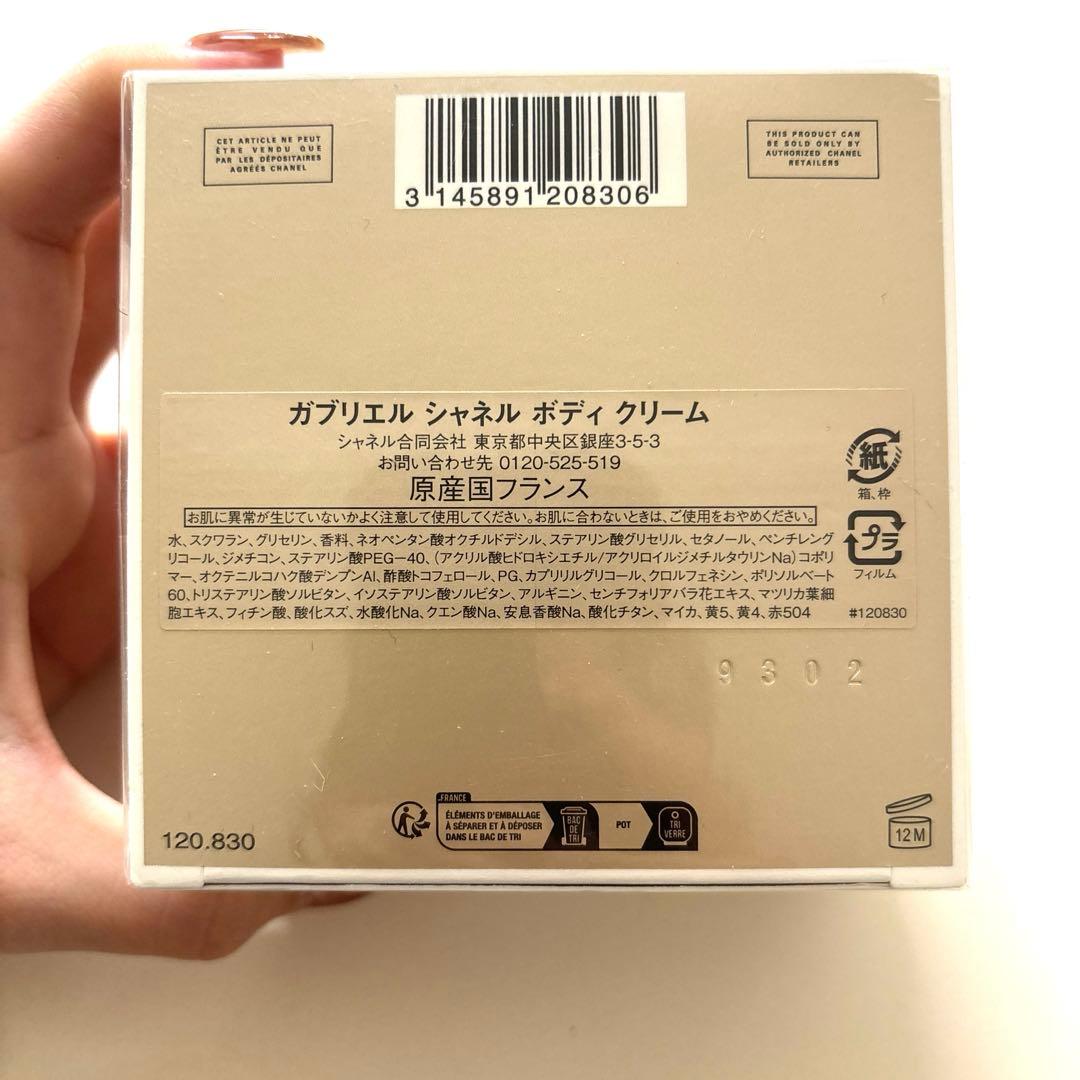 CET ARTICLE NE PEUT
ÊTRE VENDU QUE
PAR LES DÉPOSITAIRES
AGRÉÉS CHANEL
3 145891 208306
THIS PRODUCT CAN
BE SOLD ONLY BY
AUTHORIZED CHANEL
RETAILERS
ガブリエル シャネル ボディ クリーム
シャネル合同会社 東京都中央区銀座3-5-3
お問い合わせ先 0120-525-519
原産国フランス
お肌に異常が生じていないかよく注意して使用してください。お肌に合わないときは、ご使用をおやめください。
水、スクワラン、グリセリン、香料、ネオペンタン酸オクチルドデシル、ステアリン酸グリセリル、セタノール、ペンチレング
リコール、ジメチコン、ステアリン酸PEG－40、(アクリル酸ヒドロキシエチル/アクリロイルジメチルタウリンNa)コポリ
マー、オクテニルコハク酸デンプンAl、酢酸トコフェロール、PG、カプリリルグリコール、クロルフェネシン、ポリソルベート
60、トリステアリン酸ソルビタン、イソステアリン酸ソルビタン、アルギニン、センチフォリアバラ花エキス、マツリカ葉細
胞エキス、フィチン酸、酸化スズ、水酸化Na、クエン酸Na、安息香酸Na、酸化チタン、マイカ、黄5、黄4、赤504
紙
箱、枠
プラ
フィルム
#120830
9302
120.830
FRANCE
ÉLÉMENTS D'EMBALLAGE
À SÉPARER ET À DÉPOSER
DANS LE BAC DE TRI
BAC
DE
TRI
POT
TRI
VERRE
12 M